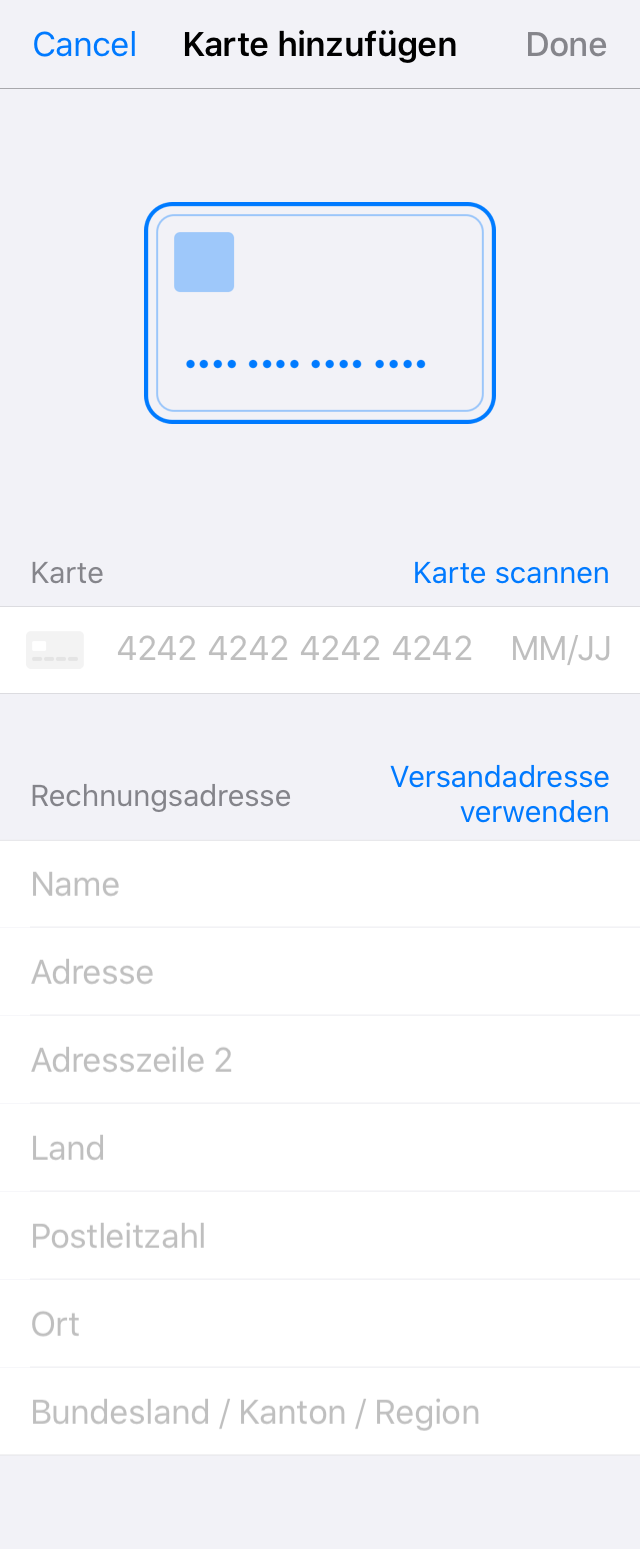 Cancel Karte hinzufügen Done
•••• •••• •••• ••••
Karte Karte scannen
4242 4242 4242 4242 MM/JJ
Rechnungsadresse Versandadresse
verwenden
Name
Adresse
Adresszeile 2
Land
Postleitzahl
Ort
Bundesland / Kanton / Region